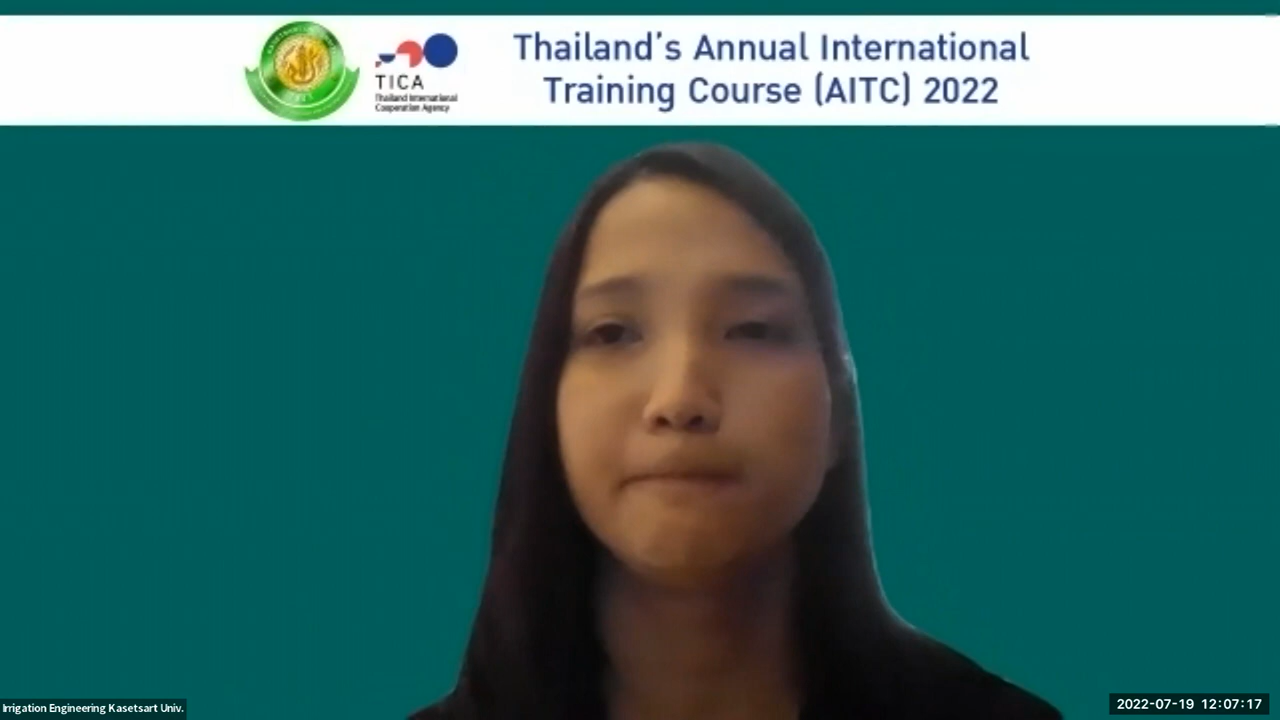 Thailand's Annual International
Training Course (AITC) 2022
TICA
Thailand International
Cooperation Agency
Irrigation Engineering Kasetsart Univ.
2022-07-19 12:07:17